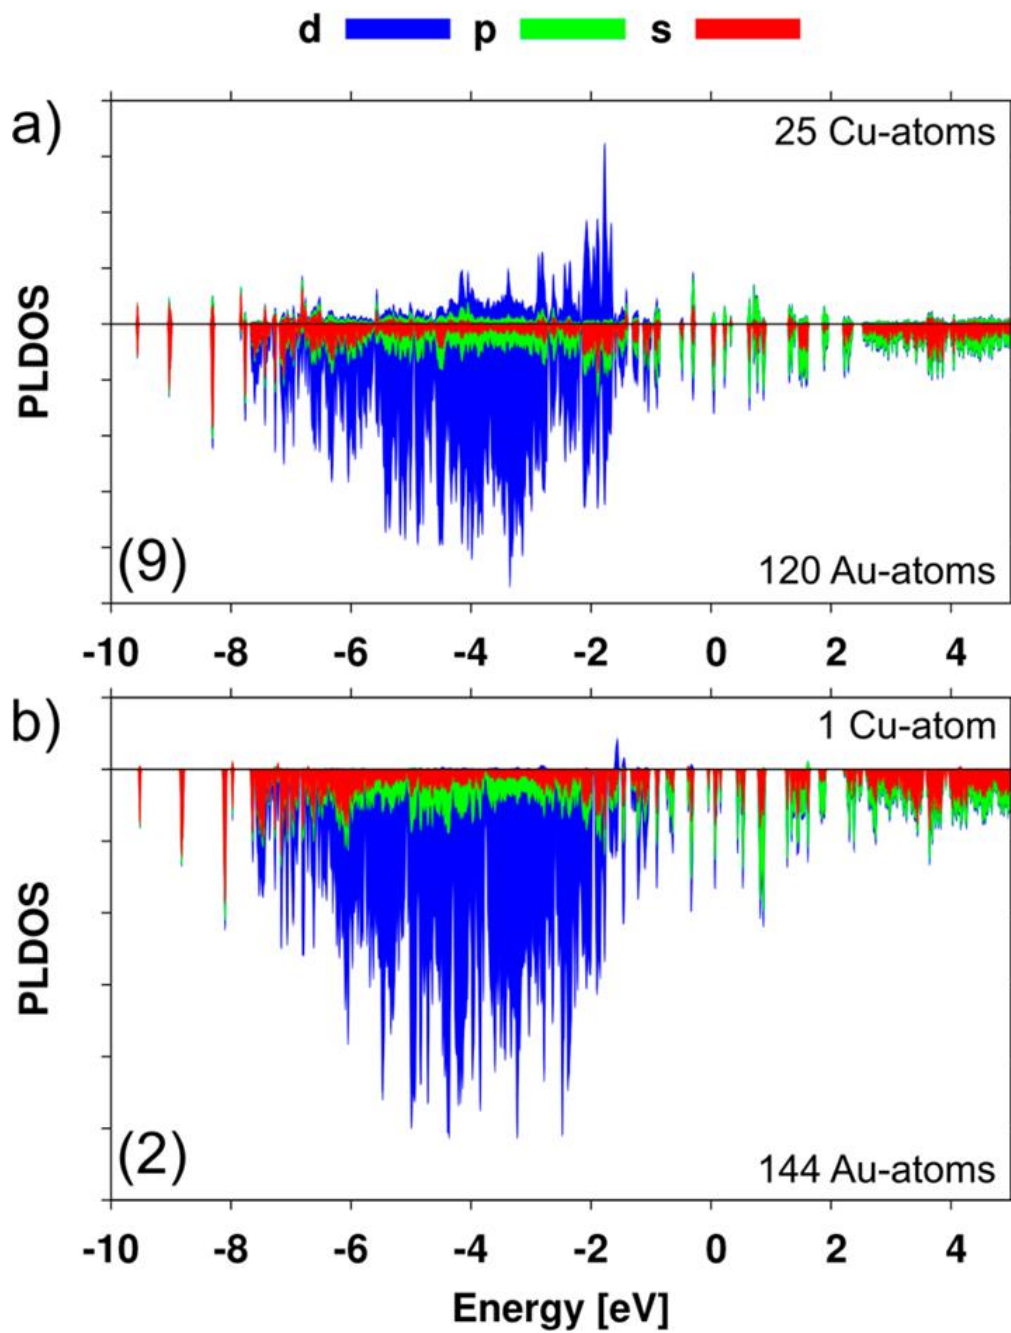 d p s
a)
25 Cu-atoms
PLDOS
(9)
120 Au-atoms
-10 -8 -6 -4 -2 0 2 4
b)
1 Cu-atom
PLDOS
(2)
144 Au-atoms
-10 -8 -6 -4 -2 0 2 4
Energy [eV]